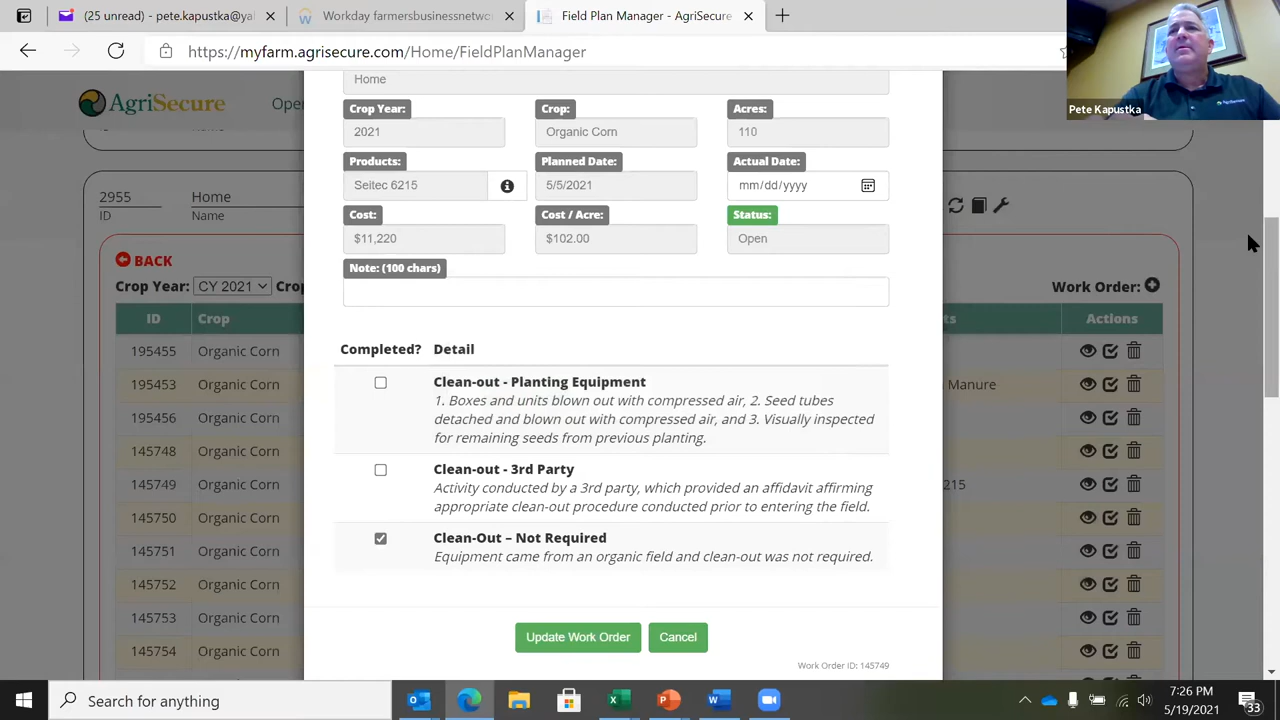 (25 unread) - pete.kapustka@ya
Workday farmersbusinessnetwor
Field Plan Manager - AgriSecure
https://myfarm.agrisecure.com/Home/FieldPlanManager
Pete Kapustka
AgriSecure
Home
Crop Year:
Crop:
Acres:
2021
Organic Corn
110
Products:
Planned Date:
Actual Date:
Seitec 6215
5/5/2021
mm/dd/yyyy
Cost:
Cost / Acre:
Status:
$11,220
$102.00
Open
Note: (100 chars)
2955
Home
ID
Name
BACK
Crop Year: CY 2021
Work Order:
ID
Crop
Actions
195455 Organic Corn
195453 Organic Corn
Manure
195456 Organic Corn
145748 Organic Corn
145749 Organic Corn
215
145750 Organic Corn
145751 Organic Corn
145752 Organic Corn
145753 Organic Corn
145754 Organic Corn
Completed?
Detail
Clean-out - Planting Equipment
1. Boxes and units blown out with compressed air, 2. Seed tubes
detached and blown out with compressed air, and 3. Visually inspected
for remaining seeds from previous planting.
Clean-out - 3rd Party
Activity conducted by a 3rd party, which provided an affidavit affirming
appropriate clean-out procedure conducted prior to entering the field.
Clean-Out – Not Required
Equipment came from an organic field and clean-out was not required.
Update Work Order
Cancel
Work Order ID: 145749
Search for anything
7:26 PM
5/19/2021
33